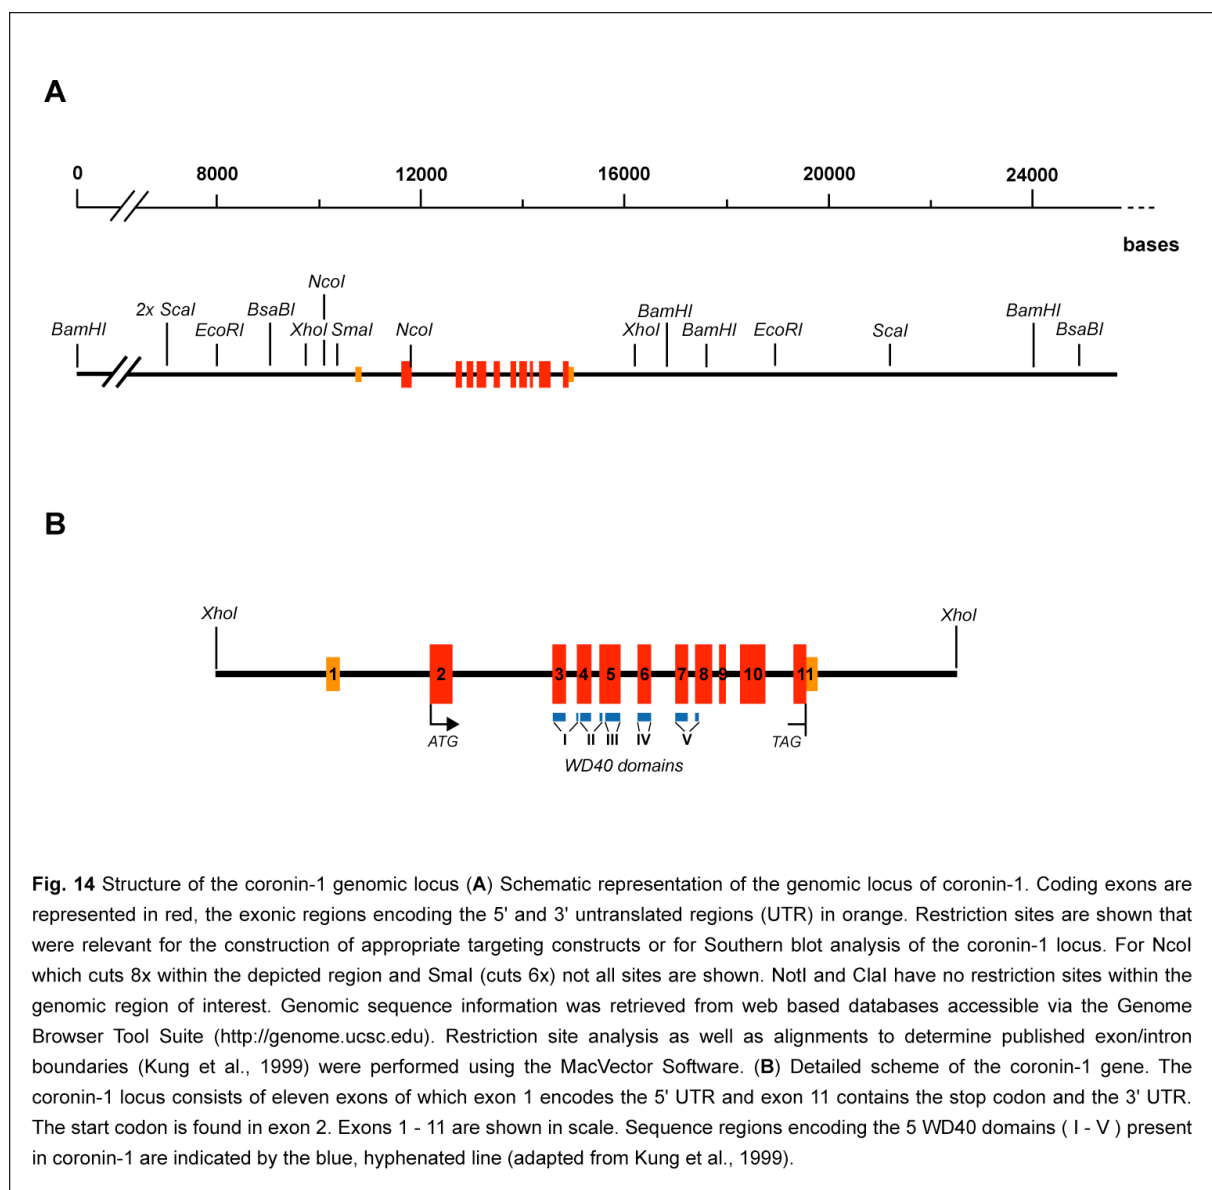 A
0 8000 12000 16000 20000 24000
bases
NcoI
2x ScaI BsaBI BamHI BamHI
BamHI EcoRI XhoI SmaI NcoI XhoI BamHI EcoRI ScaI BsaBI
B
XhoI XhoI
1 2 3 4 5 6 7 8 9 10 11
ATG I II III IV V TAG
WD40 domains
Fig. 14 Structure of the coronin-1 genomic locus (A) Schematic representation of the genomic locus of coronin-1. Coding exons are
represented in red, the exonic regions encoding the 5' and 3' untranslated regions (UTR) in orange. Restriction sites are shown that
were relevant for the construction of appropriate targeting constructs or for Southern blot analysis of the coronin-1 locus. For NcoI
which cuts 8x within the depicted region and SmaI (cuts 6x) not all sites are shown. NotI and ClaI have no restriction sites within the
genomic region of interest. Genomic sequence information was retrieved from web based databases accessible via the Genome
Browser Tool Suite (http://genome.ucsc.edu). Restriction site analysis as well as alignments to determine published exon/intron
boundaries (Kung et al., 1999) were performed using the MacVector Software. (B) Detailed scheme of the coronin-1 gene. The
coronin-1 locus consists of eleven exons of which exon 1 encodes the 5' UTR and exon 11 contains the stop codon and the 3' UTR.
The start codon is found in exon 2. Exons 1 - 11 are shown in scale. Sequence regions encoding the 5 WD40 domains ( I - V ) present
in coronin-1 are indicated by the blue, hyphenated line (adapted from Kung et al., 1999).